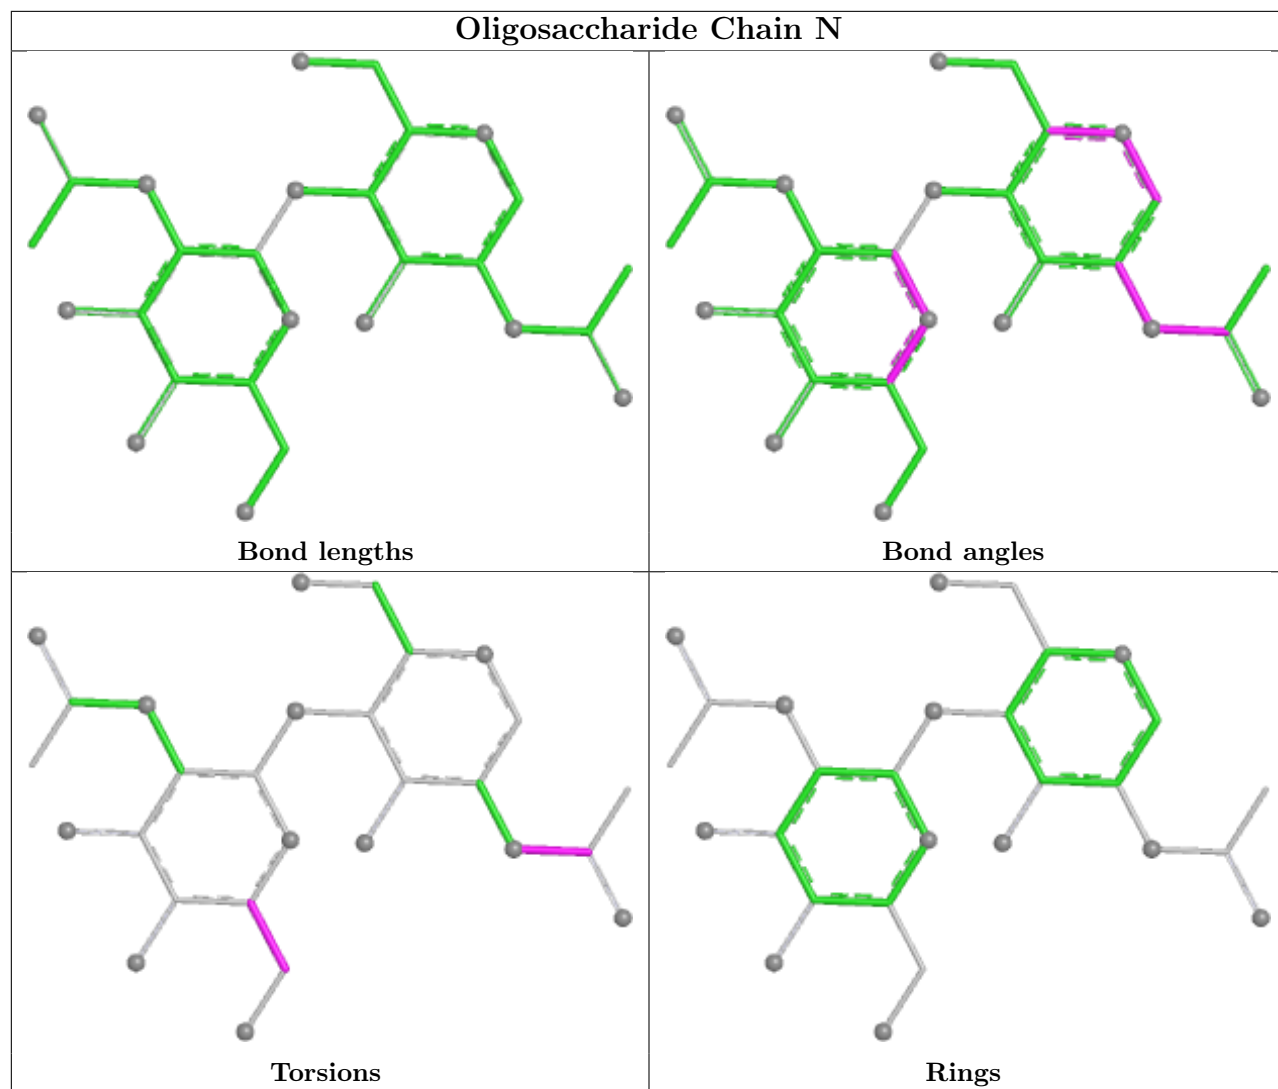 Oligosaccharide Chain N
Bond lengths
Bond angles
Torsions
Rings